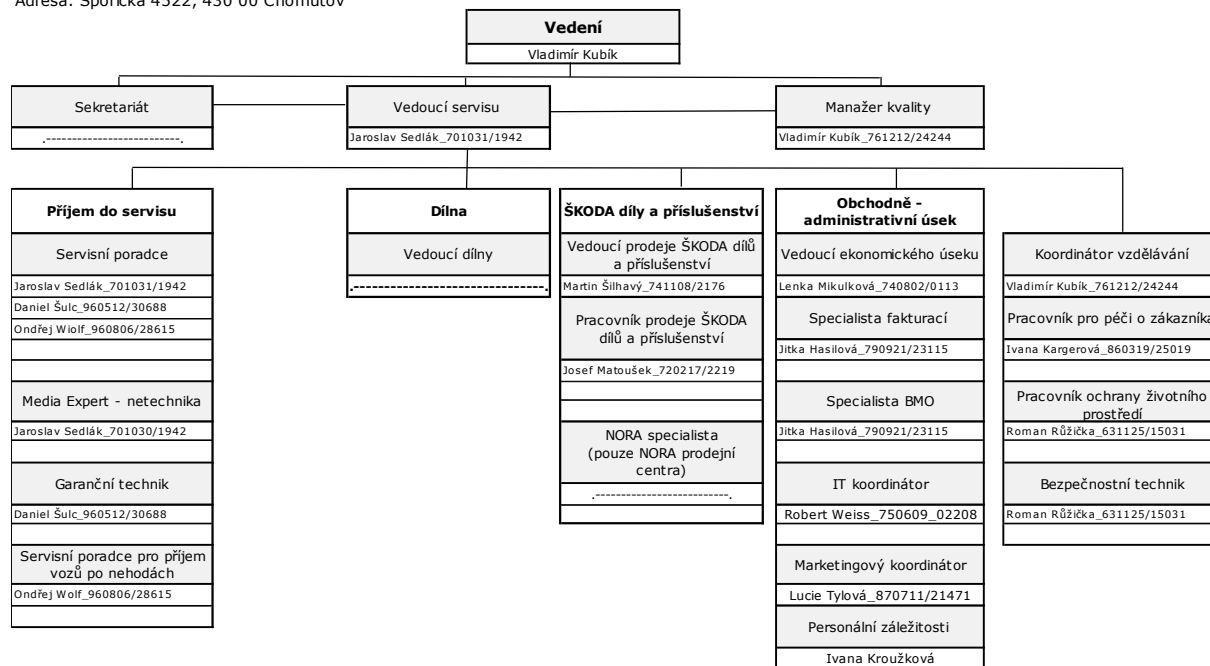 Adresa: Spořická 4522, 430 00 Chomutov
Vedení
Vladimír Kubík
Sekretariát
.--------------------------.
Vedoucí servisu
Jaroslav Sedlák_701031/1942
Manažer kvality
Vladimír Kubík_761212/24244
Příjem do servisu
Servisní poradce
Jaroslav Sedlák_701031/1942
Daniel Šulc_960512/30688
Ondřej Wiolf_960806/28615
Media Expert - netechnika
Jaroslav Sedlák_701030/1942
Garanční technik
Daniel Šulc_960512/30688
Servisní poradce pro příjem
vozů po nehodách
Ondřej Wolf_960806/28615
Dílna
Vedoucí dílny
.------------------------------.
ŠKODA díly a příslušenství
Vedoucí prodeje ŠKODA dílů
a příslušenství
Martin Šilhavý_741108/2176
Pracovník prodeje ŠKODA
dílů a příslušenství
Josef Matoušek_720217/2219
NORA specialista
(pouze NORA prodejní
centra)
.--------------------------.
Obchodně -
administrativní úsek
Vedoucí ekonomického úseku
Lenka Mikulková_740802/0113
Specialista fakturací
Jitka Hasilová_790921/23115
Specialista BMO
Jitka Hasilová_790921/23115
IT koordinátor
Robert Weiss_750609_02208
Marketingový koordinátor
Lucie Tylová_870711/21471
Personální záležitosti
Ivana Kroužková
Koordinátor vzdělávání
Vladimír Kubík_761212/24244
Pracovník pro péči o zákazníka
Ivana Kargerová_860319/25019
Pracovník ochrany životního
prostředí
Roman Růžička_631125/15031
Bezpečnostní technik
Roman Růžička_631125/15031